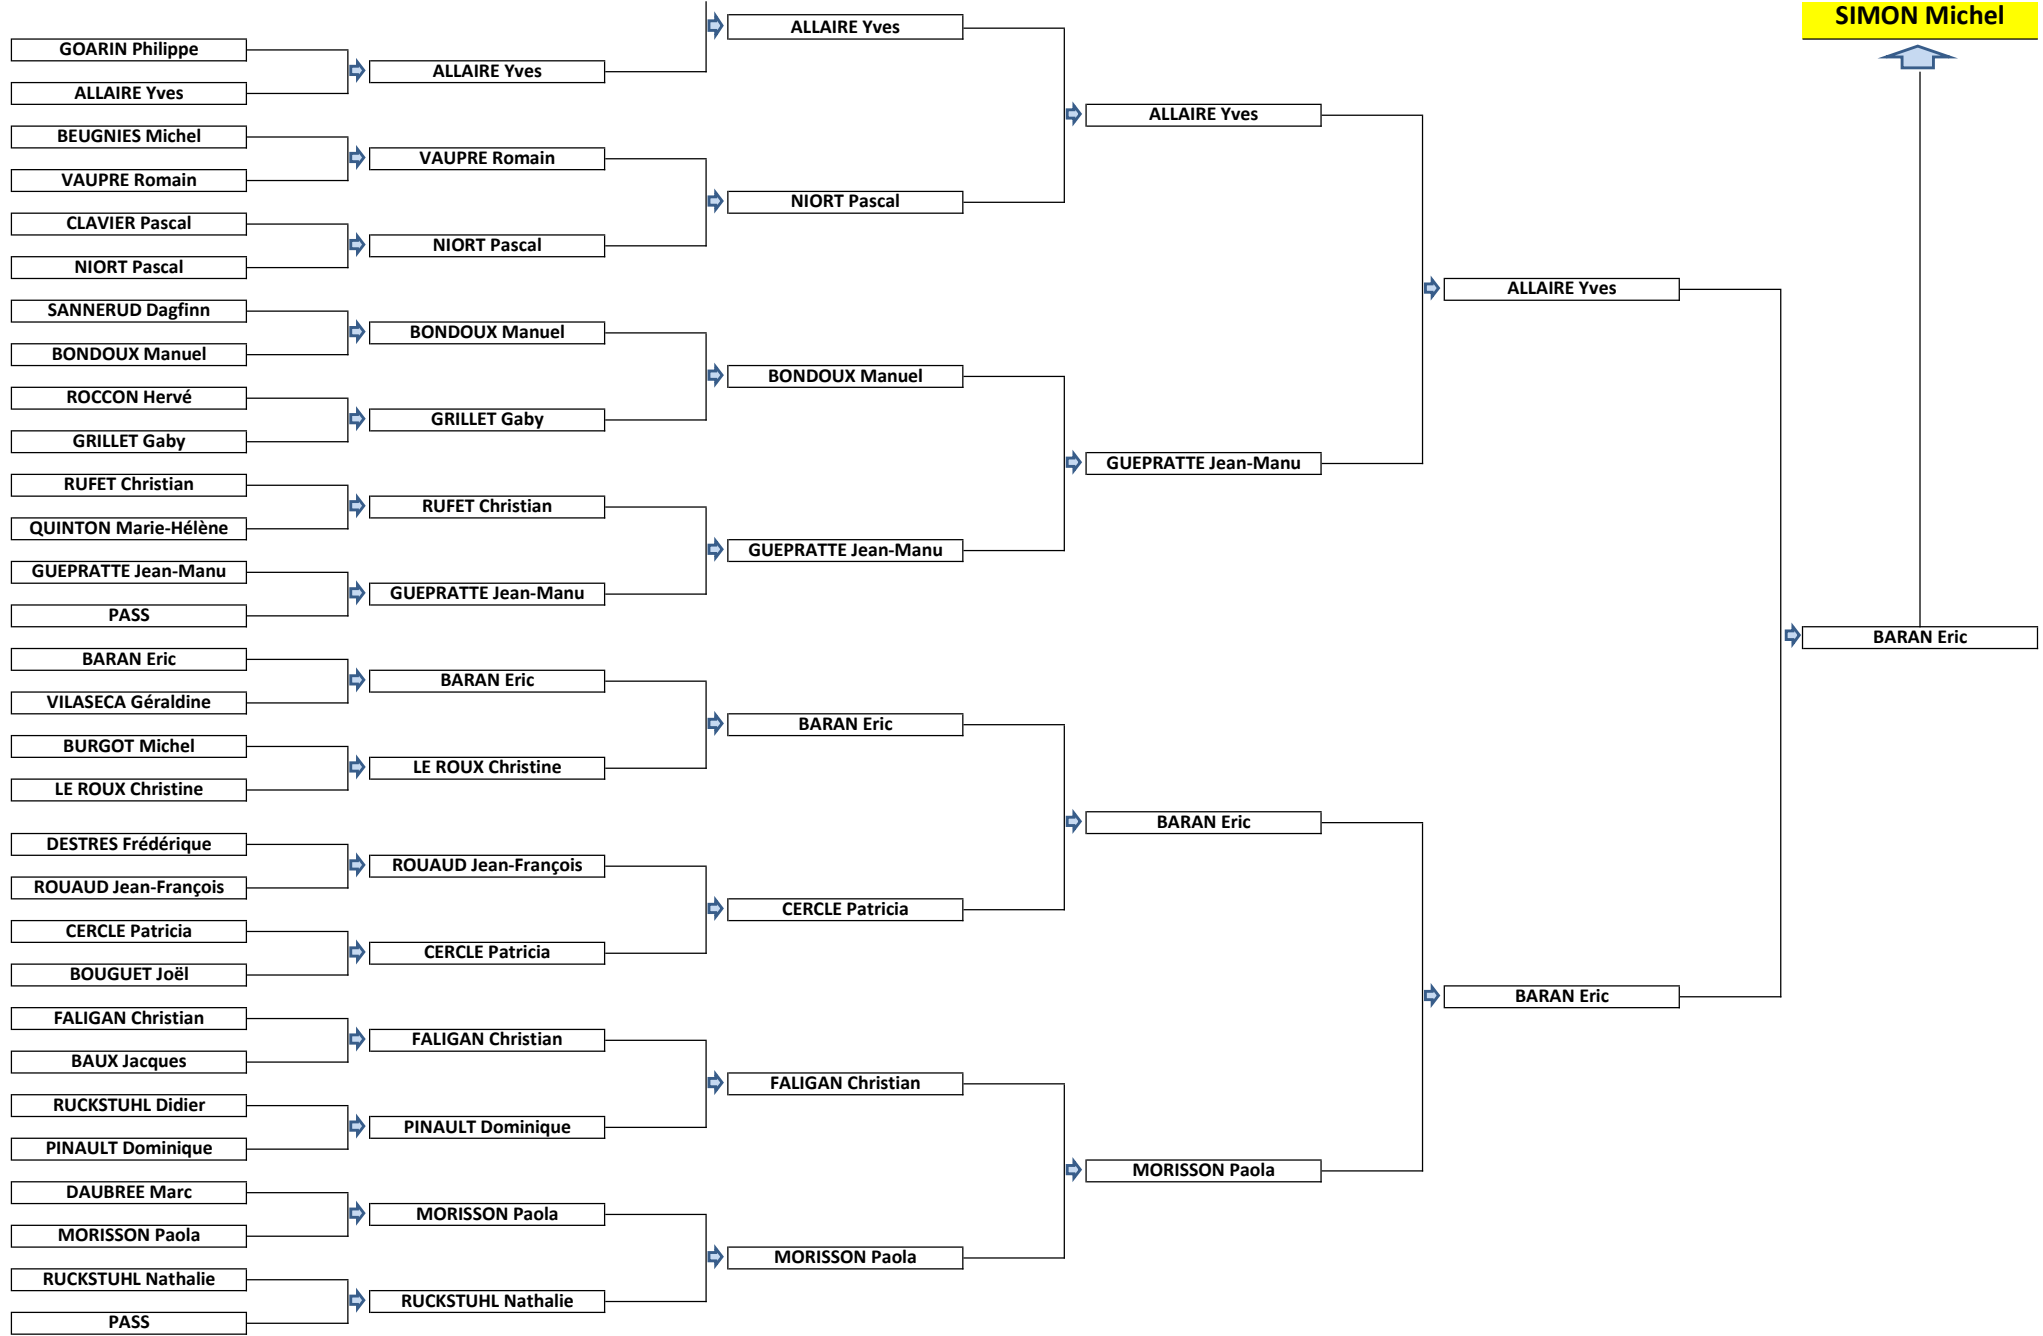 GOARIN Philippe
ALLAIRE Yves
BEUGNIES Michel
VAUPRE Romain
CLAVIER Pascal
NIORT Pascal
SANNERUD Dagfinn
BONDOUX Manuel
ROCCON Hervé
GRILLET Gaby
RUFET Christian
QUINTON Marie-Hélène
GUEPRATTE Jean-Manu
PASS
BARAN Eric
VILASECA Géraldine
BURGOT Michel
LE ROUX Christine
DESTRES Frédérique
ROUAUD Jean-François
CERCLE Patricia
BOUGUET Joël
FALIGAN Christian
BAUX Jacques
RUCKSTUHL Didier
PINAULT Dominique
DAUBREE Marc
MORISSON Paola
RUCKSTUHL Nathalie
PASS
ALLAIRE Yves
VAUPRE Romain
NIORT Pascal
BONDOUX Manuel
GRILLET Gaby
RUFET Christian
GUEPRATTE Jean-Manu
BARAN Eric
LE ROUX Christine
ROUAUD Jean-François
CERCLE Patricia
FALIGAN Christian
PINAULT Dominique
MORISSON Paola
RUCKSTUHL Nathalie
ALLAIRE Yves
NIORT Pascal
BONDOUX Manuel
GUEPRATTE Jean-Manu
BARAN Eric
CERCLE Patricia
FALIGAN Christian
MORISSON Paola
ALLAIRE Yves
GUEPRATTE Jean-Manu
BARAN Eric
MORISSON Paola
ALLAIRE Yves
BARAN Eric
SIMON Michel
BARAN Eric